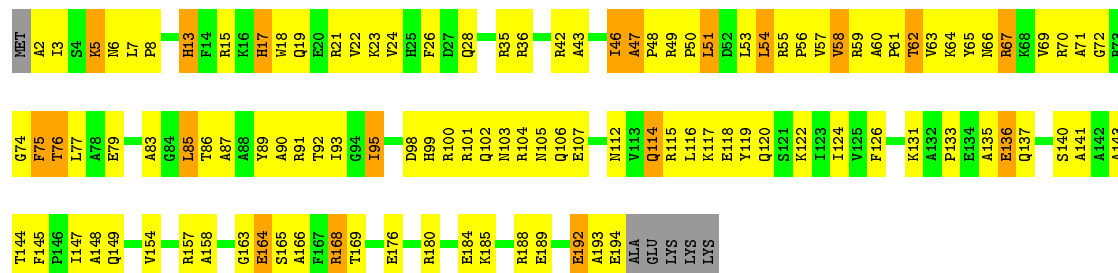 MET A2 I3 S4 K5 N6 L7 P8 H13 F14 R15 K16 H17 W18 Q19 E20 R21 V22 K23 V24 H25 F26 D27 Q28 R35 R36 R42 A43 I46 A47 P48 R49 P50 L51 D52 L53 L54 R55 P56 V57 V58 R59 A60 P61 T62 V63 K64 Y65 N66 R67 K68 V69 R70 A71 G72 R73
G74 F75 T76 L77 A78 E79 A83 G84 L85 T86 A87 A88 Y89 A90 R91 T92 I93 G94 I95 D98 H99 R100 R101 Q102 N103 R104 N105 Q106 E107 N112 V113 Q114 R115 L116 K117 E118 Y119 Q120 S121 K122 I123 I124 V125 F126 K131 A132 P133 E134 A135 E136 Q137 S140 A141 A142 A143
T144 F145 P146 I147 A148 Q149 V154 R157 A158 G163 E164 S165 A166 F167 R168 T169 E176 R180 E184 K185 R188 E189 E192 A193 E194 ALA GLU LYS LYS LYS